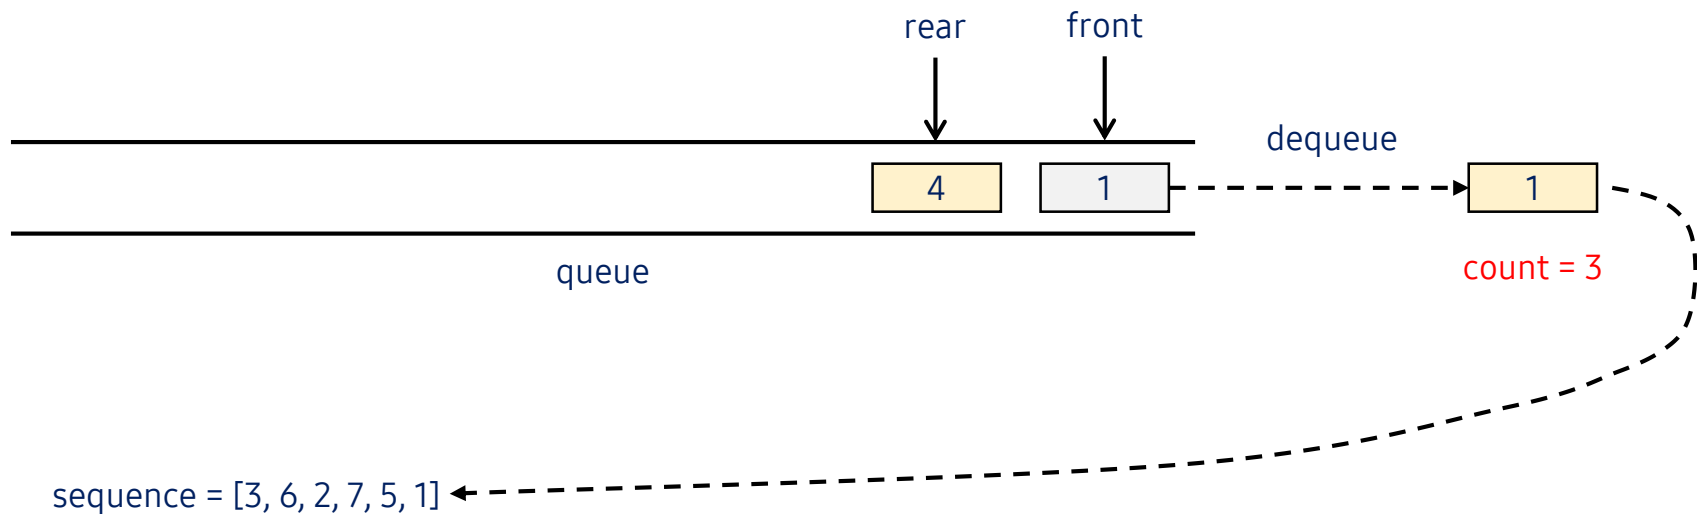 rear front
dequeue
4 1 1
queue
count = 3
sequence = [3, 6, 2, 7, 5, 1]